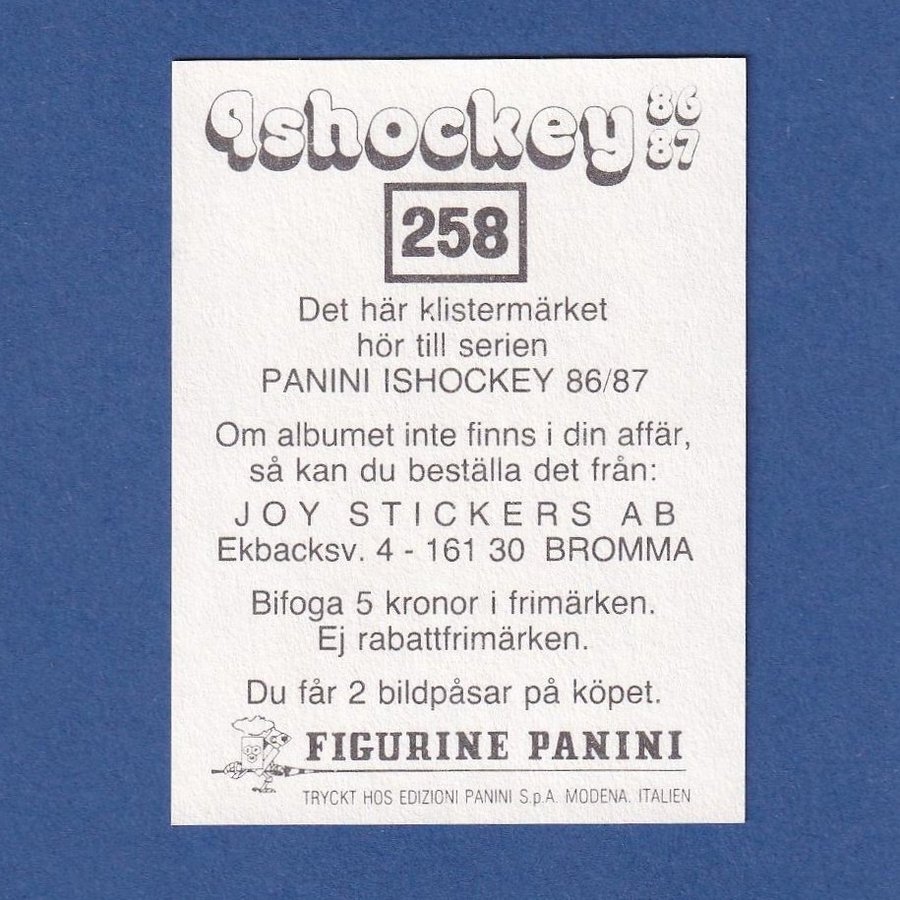 Ishockey 86
87
258
Det här klistermärket
hör till serien
PANINI ISHOCKEY 86/87
Om albumet inte finns i din affär,
så kan du beställa det från:
JOY STICKERS AB
Ekbacksv. 4 - 161 30 BROMMA
Bifoga 5 kronor i frimärken.
Ej rabattfrimärken.
Du får 2 bildpåsar på köpet.
FIGURINE PANINI
TRYCKT HOS EDIZIONI PANINI S.p.A. MODENA. ITALIEN